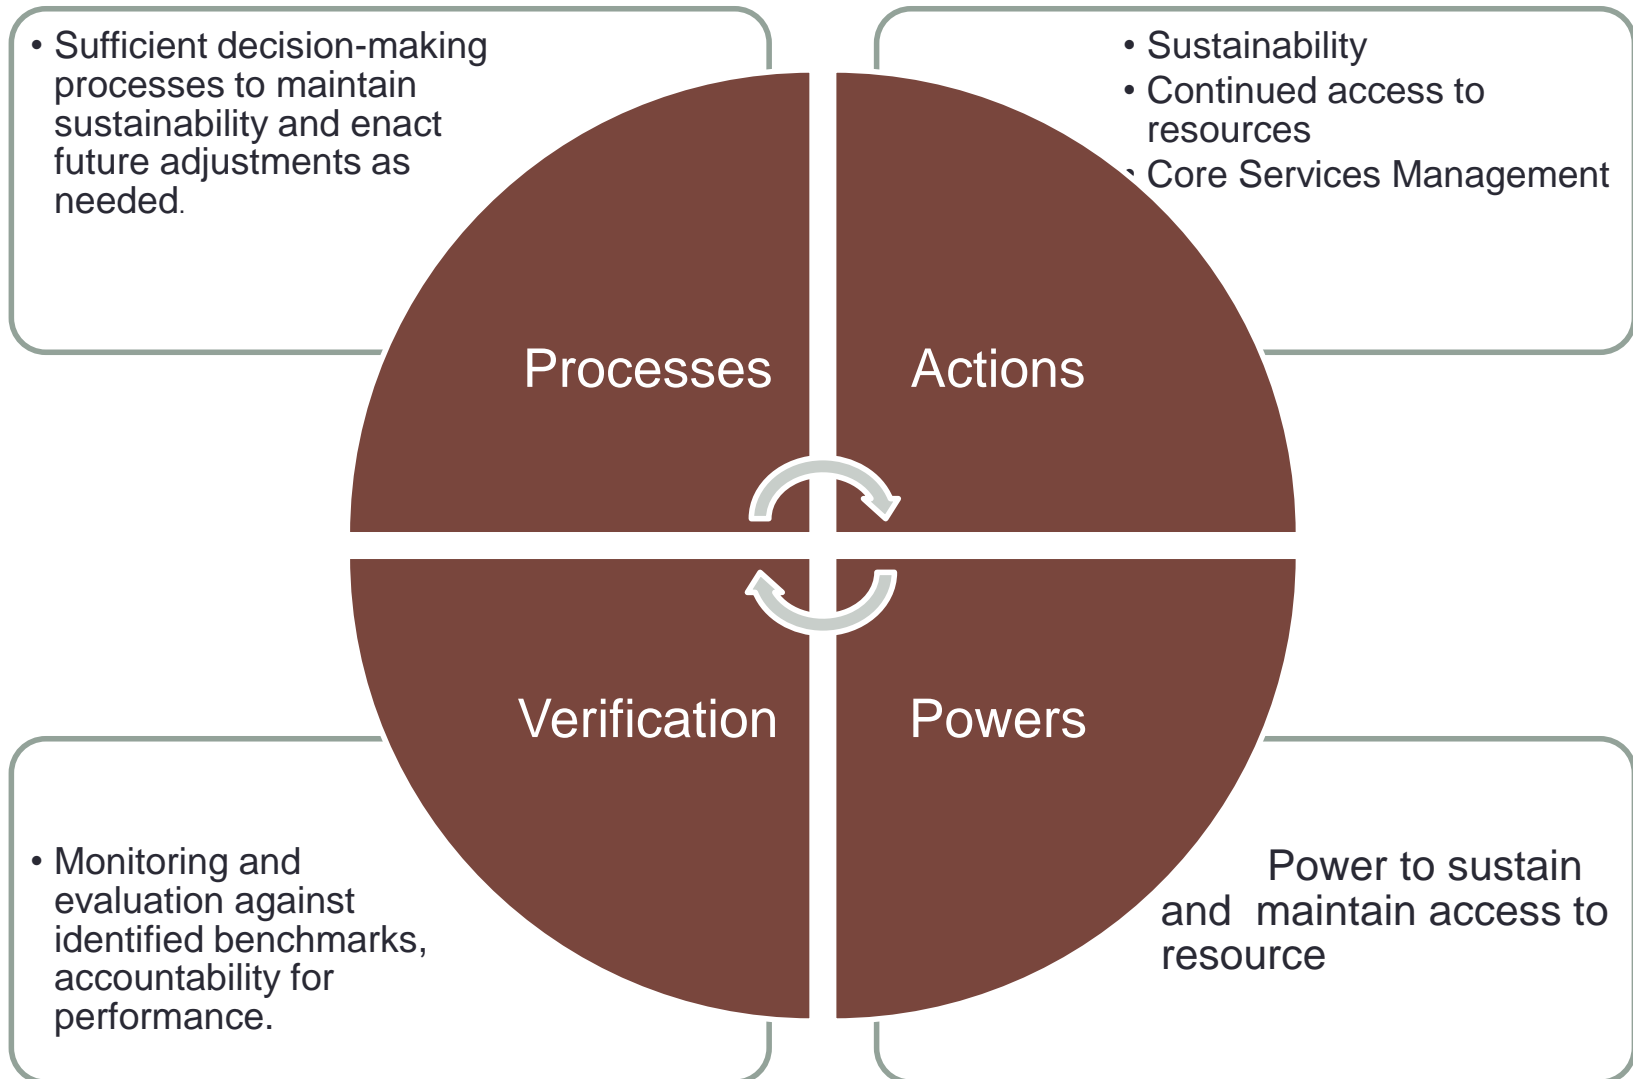 • Sufficient decision-making
processes to maintain
sustainability and enact
future adjustments as
needed.
• Sustainability
• Continued access to
resources
• Core Services Management
Processes
Actions
Verification
Powers
• Monitoring and
evaluation against
identified benchmarks,
accountability for
performance.
Power to sustain
and maintain access to
resource